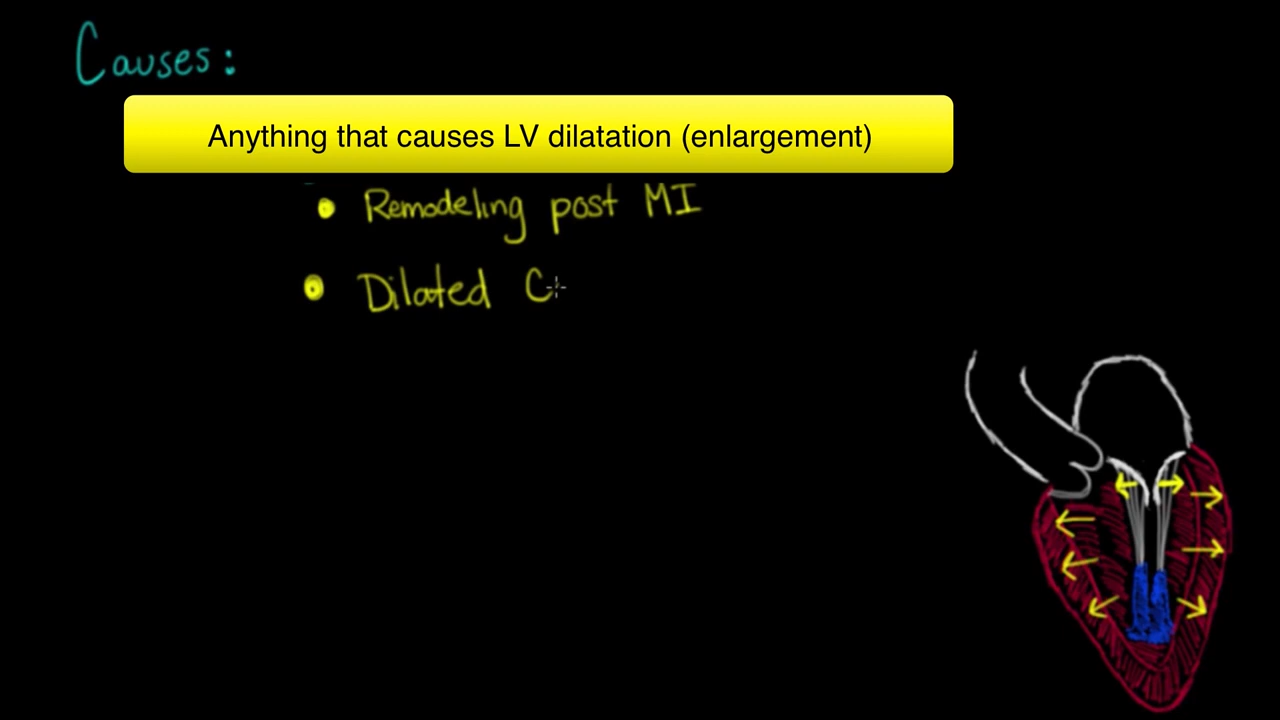 Causes:
Anything that causes LV dilatation (enlargement)
• Remodeling post MI
• Dilated C